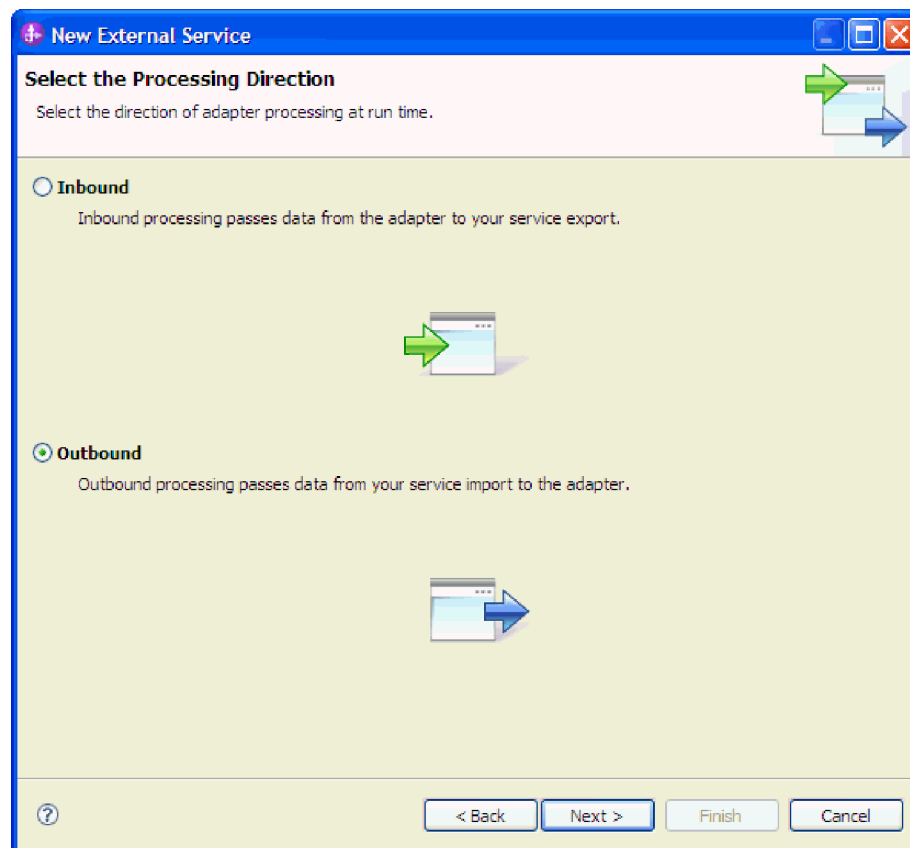 New External Service
Select the Processing Direction
Select the direction of adapter processing at run time.
Inbound
Inbound processing passes data from the adapter to your service export.
Outbound
Outbound processing passes data from your service import to the adapter.
< Back Next > Finish Cancel